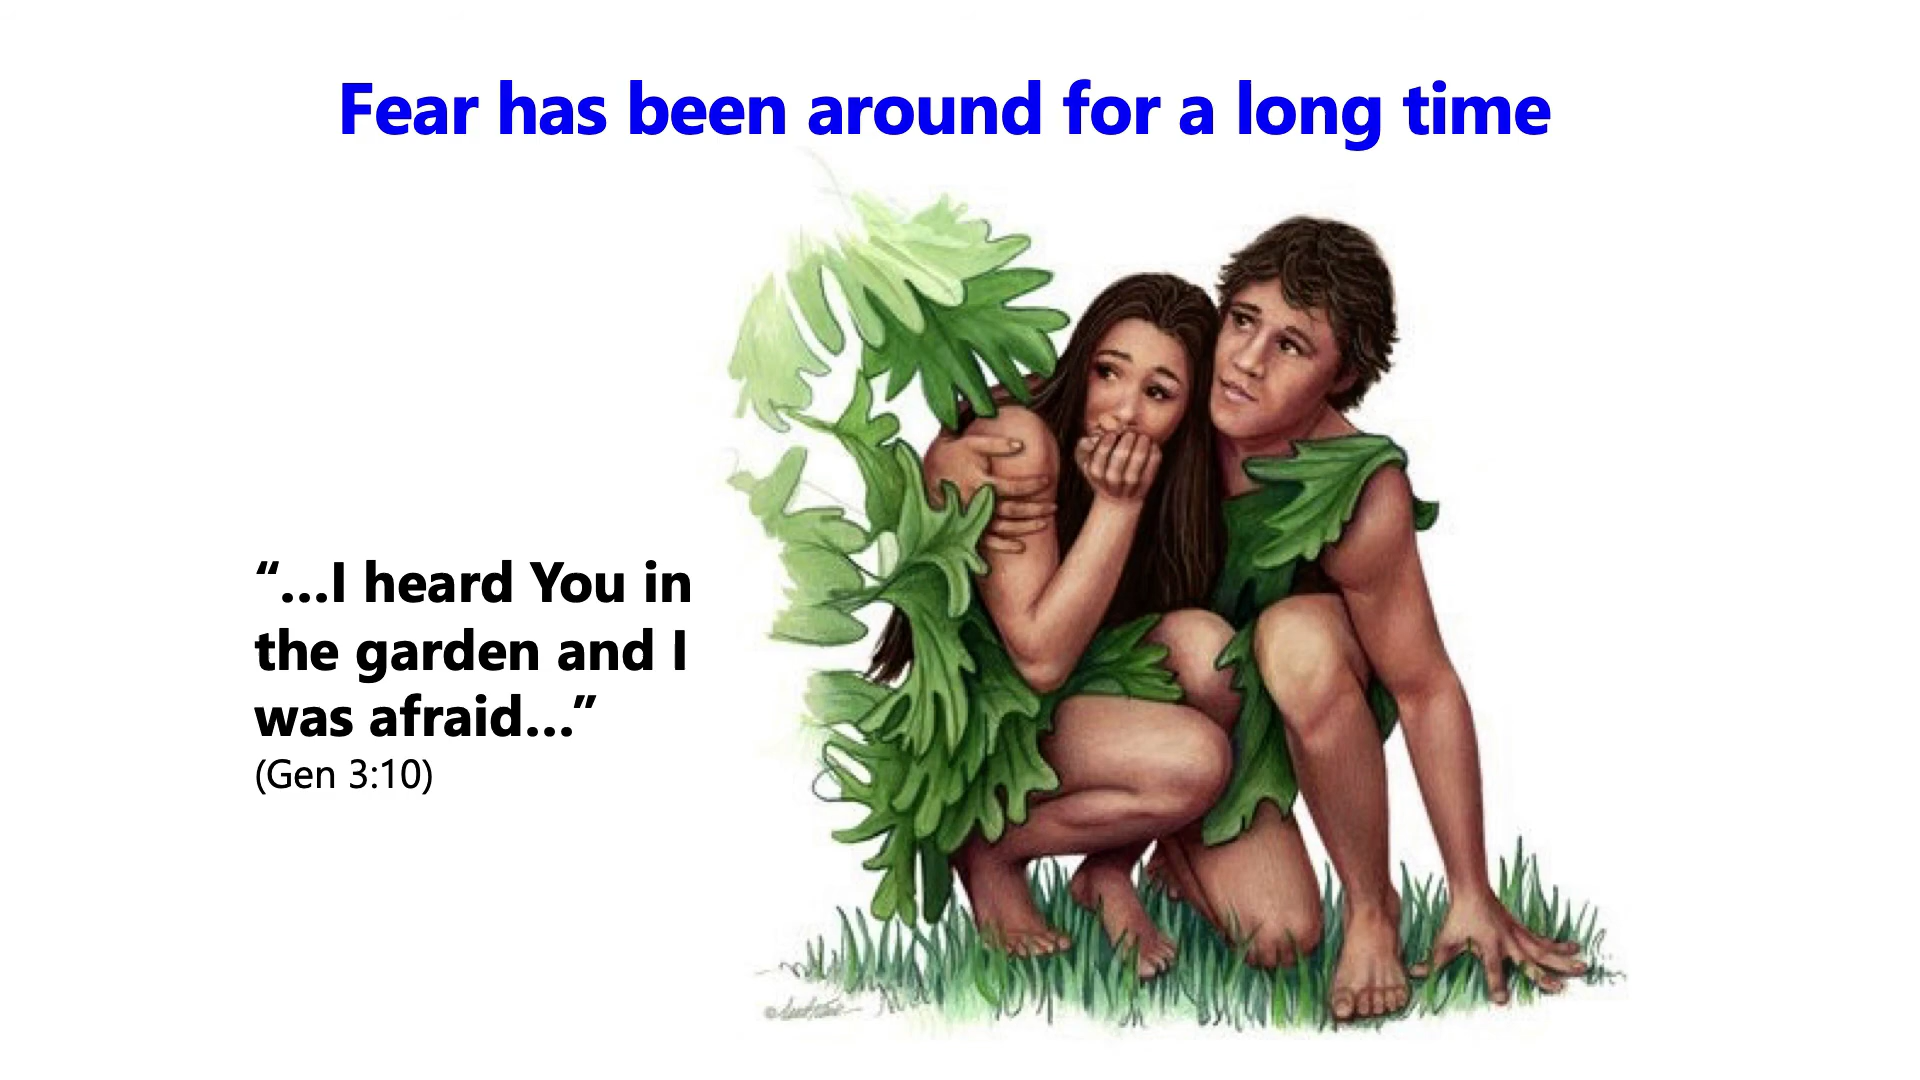 Fear has been around for a long time
“…I heard You in
the garden and I
was afraid…”
(Gen 3:10)